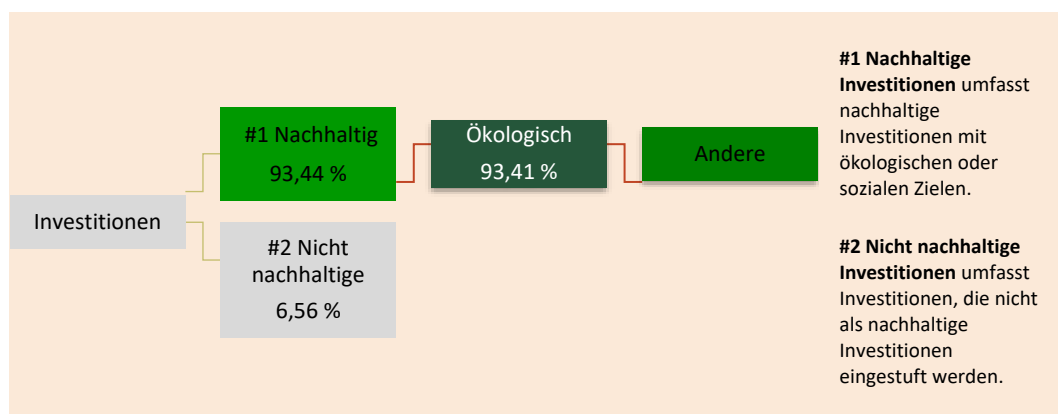 Investitionen
#1 Nachhaltig
93,44 %
#2 Nicht
nachhaltige
6,56 %
Ökologisch
93,41 %
Andere
#1 Nachhaltige
Investitionen umfasst
nachhaltige
Investitionen mit
ökologischen oder
sozialen Zielen.
#2 Nicht nachhaltige
Investitionen umfasst
Investitionen, die nicht
als nachhaltige
Investitionen
eingestuft werden.